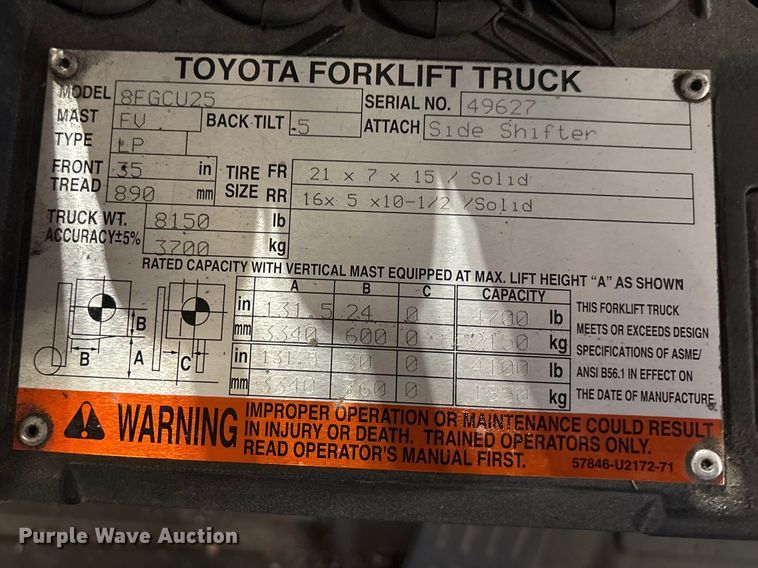 TOYOTA FORKLIFT TRUCK
MODEL 8FGCU25 SERIAL NO. 49627
MAST FV BACK TILT 5 ATTACH Side Shifter
TYPE LP
FRONT TREAD 35 in TIRE SIZE FR 21 x 7 x 15 / Solid
890 mm RR 16x 5 x10-1/2 /Solid
TRUCK WT. 8150 lb
ACCURACY±5% 3700 kg
RATED CAPACITY WITH VERTICAL MAST EQUIPPED AT MAX. LIFT HEIGHT "A" AS SHOWN
A B C CAPACITY
in 131.5 24 0 4700 lb
mm 3340 600 0 2150 kg
in 131.5 30 0 4100 lb
mm 3340 760 0 1850 kg
THIS FORKLIFT TRUCK
MEETS OR EXCEEDS DESIGN
SPECIFICATIONS OF ASME/
ANSI B56.1 IN EFFECT ON
THE DATE OF MANUFACTURE
B
B A C
WARNING
IMPROPER OPERATION OR MAINTENANCE COULD RESULT
IN INJURY OR DEATH. TRAINED OPERATORS ONLY.
READ OPERATOR'S MANUAL FIRST.
57846-U2172-71
Purple Wave Auction